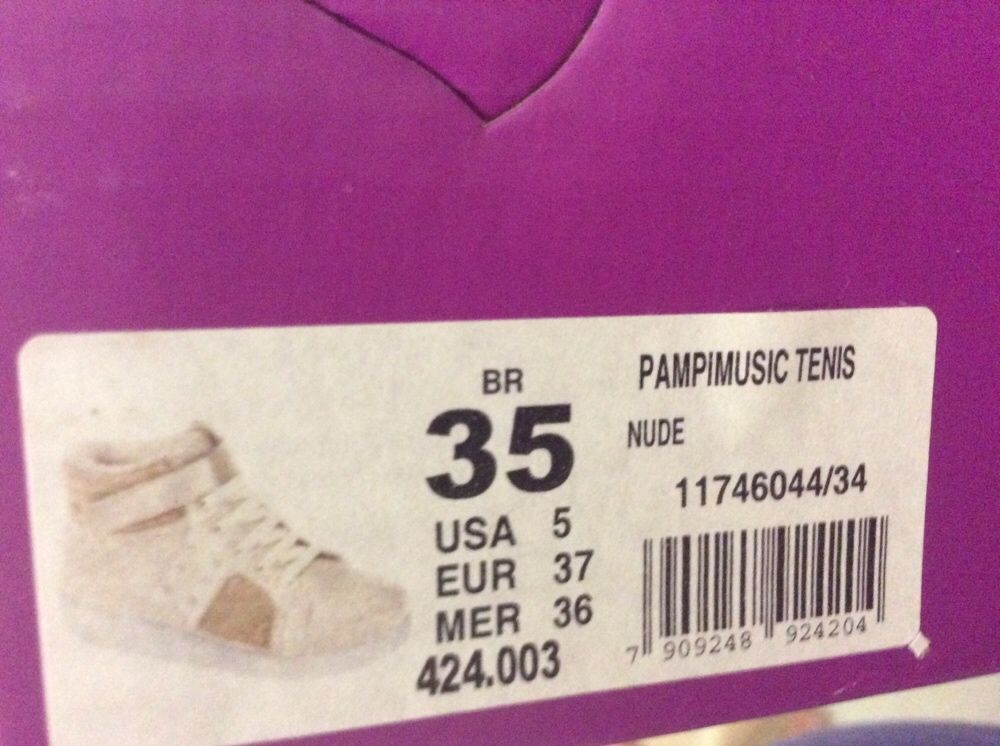 BR
35
USA 5
EUR 37
MER 36
424.003
PAMPIMUSIC TENIS
NUDE
11746044/34
7 909248 924204